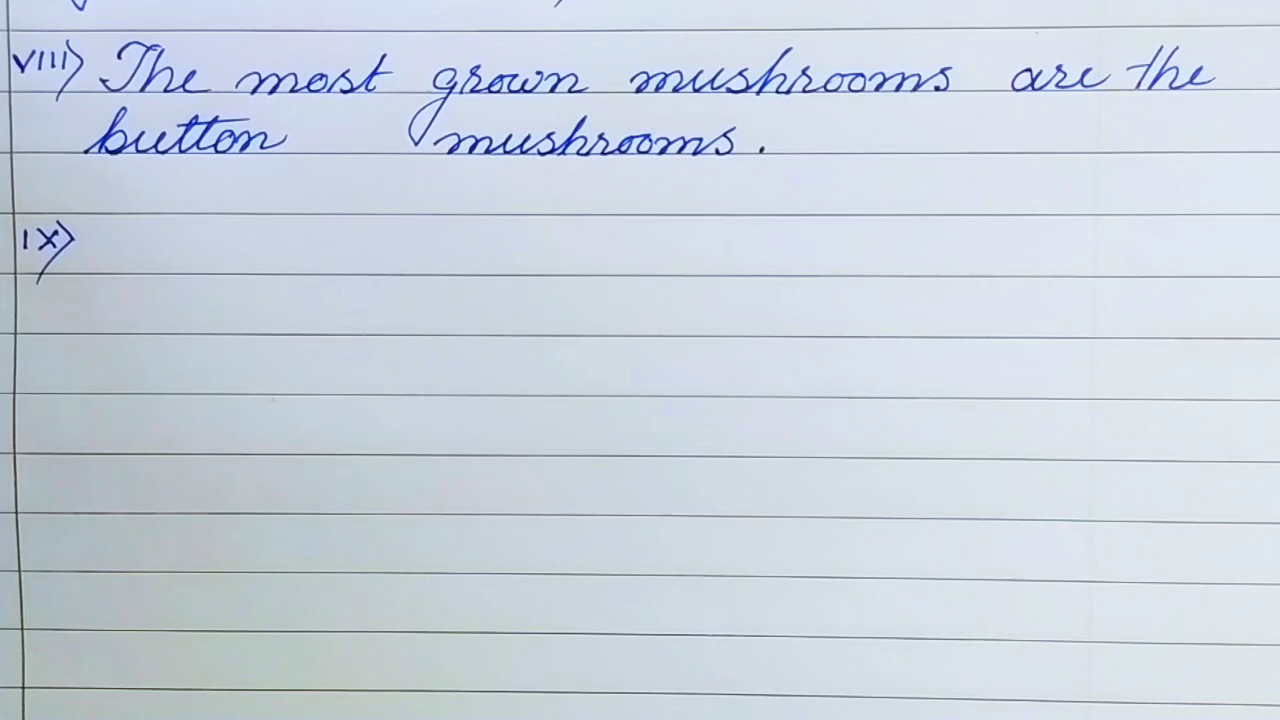 VIII) The most grown mushrooms are the
button mushrooms.
IX)